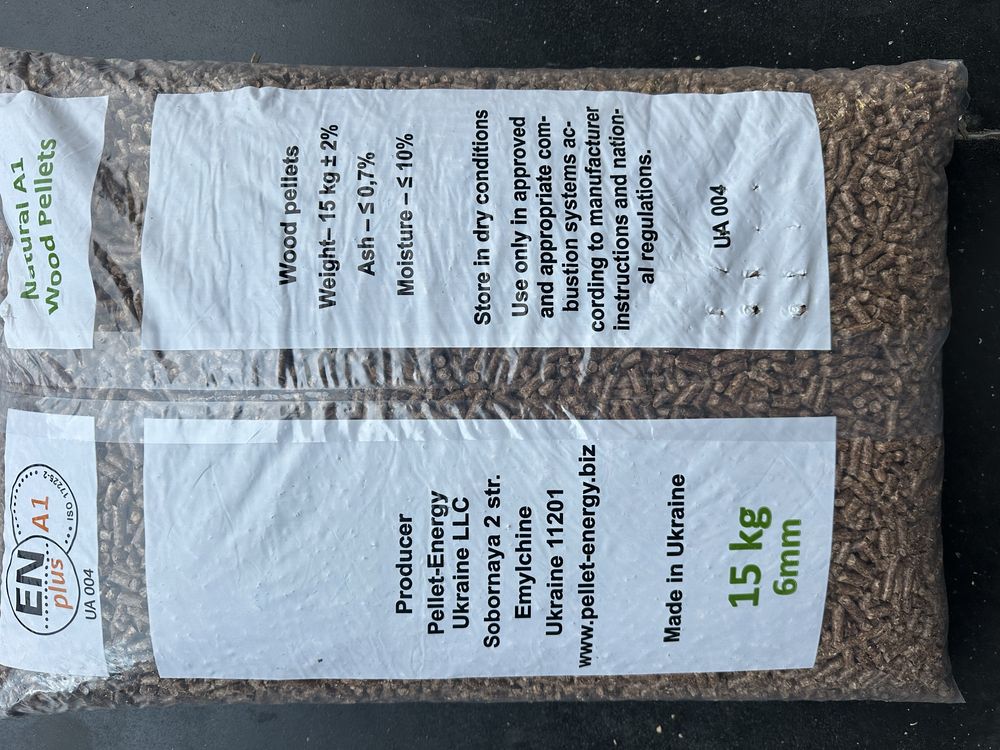 EN
plus
A1
ISO 17225-2
UA 004
Producer
Pellet-Energy
Ukraine LLC
Sobornaya 2 str.
Emylchine
Ukraine 11201
www.pellet-energy.biz
Made in Ukraine
15 kg
6mm
Natural A1
Wood Pellets
Wood pellets
Weight– 15 kg ± 2%
Ash – ≤ 0,7%
Moisture – ≤ 10%
Store in dry conditions
Use only in approved
and appropriate com-
bustion systems ac-
cording to manufacturer
instructions and nation-
al regulations.
UA 004